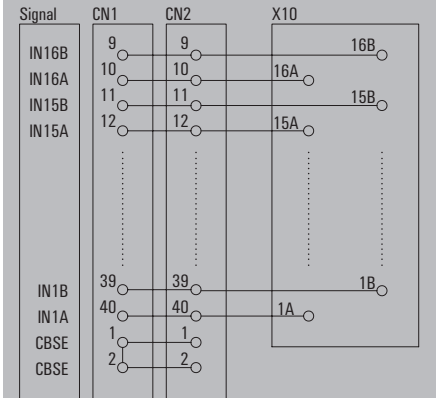 Signal CN1 CN2 X10
IN16B 9 9 16B
IN16A 10 10 16A
IN15B 11 11 15B
IN15A 12 12 15A
IN1B 39 39 1B
IN1A 40 40 1A
CBSE 1 1
CBSE 2 2